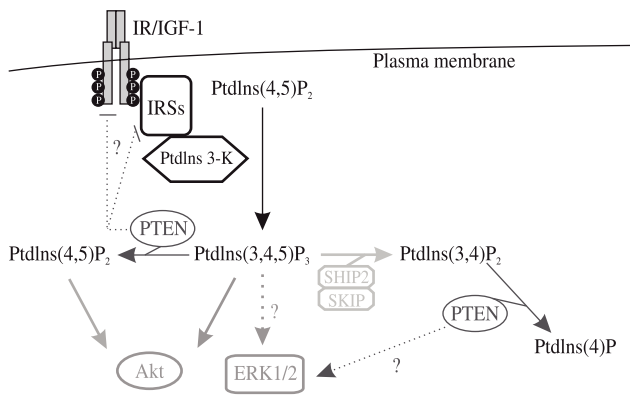 IR/IGF-1
Plasma membrane
P P
P P
P P
IRSs
PtdIns(4,5)P2
?
PtdIns 3-K
PTEN
PtdIns(4,5)P2
PtdIns(3,4,5)P3
PtdIns(3,4)P2
SHIP2
SKIP
?
PTEN
PtdIns(4)P
?
Akt
ERK1/2